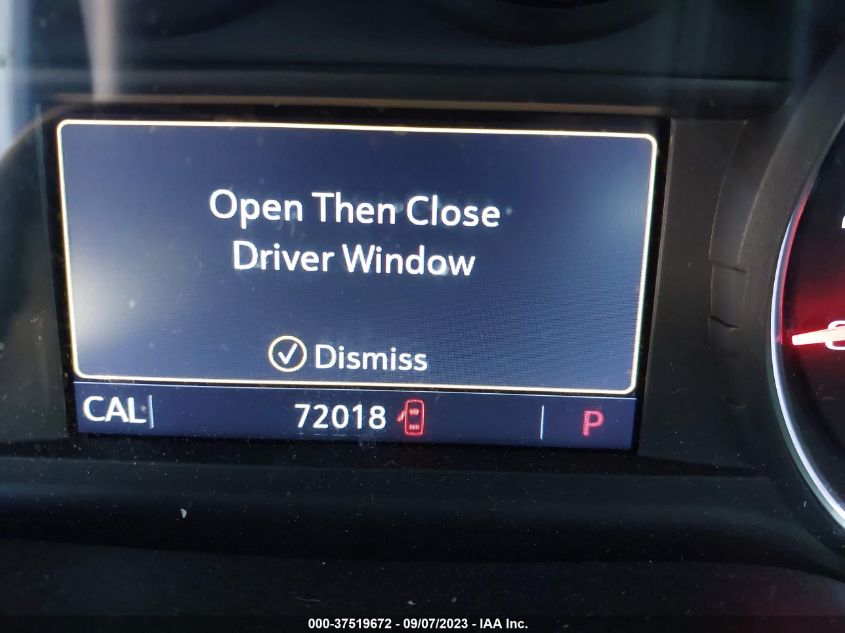 Open Then Close
Driver Window
Dismiss
CAL
72018
P
000-37519672 - 09/07/2023 - IAA Inc.